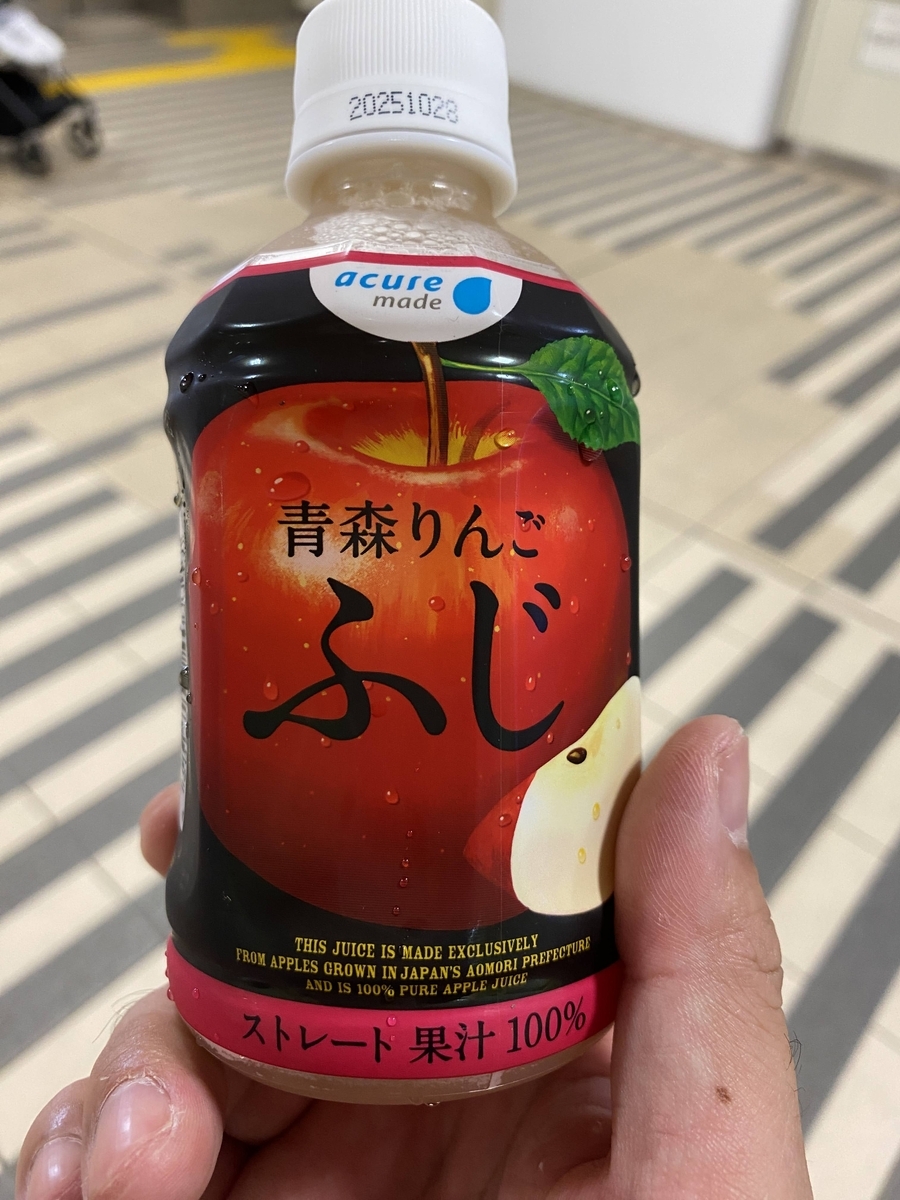 20251028
acure
made
青森りんご
ふじ
THIS JUICE IS MADE EXCLUSIVELY
FROM APPLES GROWN IN JAPAN'S AOMORI PREFECTURE
AND IS 100% PURE APPLE JUICE
ストレート 果汁 100%